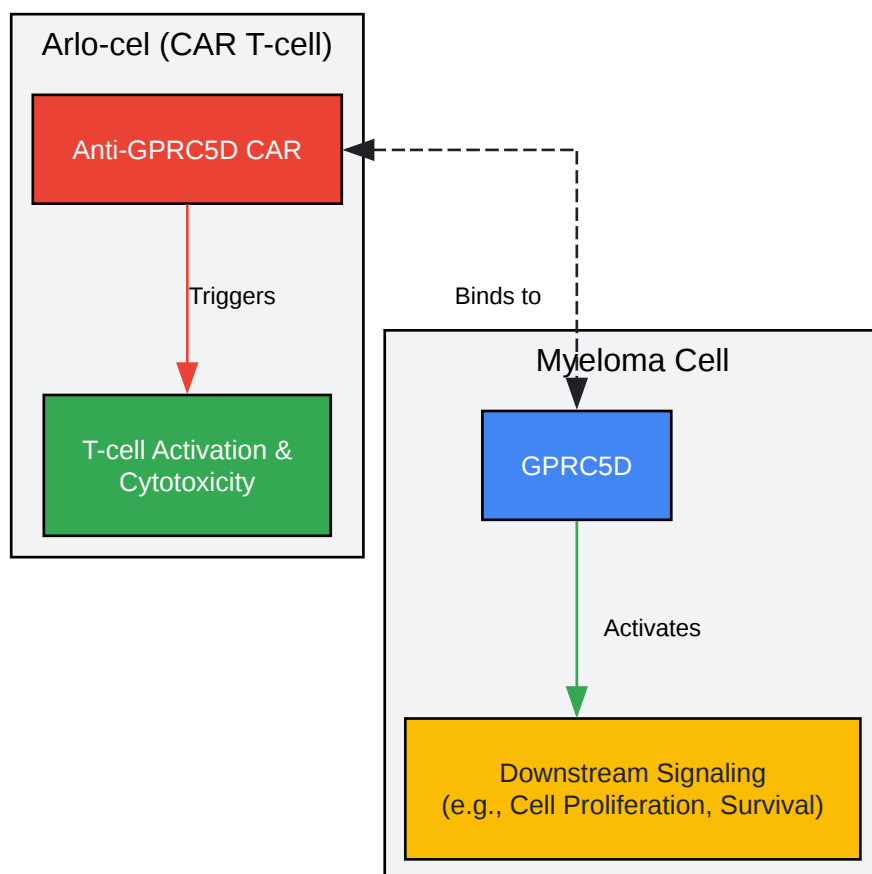 Arlo-cel (CAR T-cell)
Anti-GPRC5D CAR
Triggers
Binds to
Myeloma Cell
T-cell Activation &
Cytotoxicity
GPRC5D
Activates
Downstream Signaling
(e.g., Cell Proliferation, Survival)